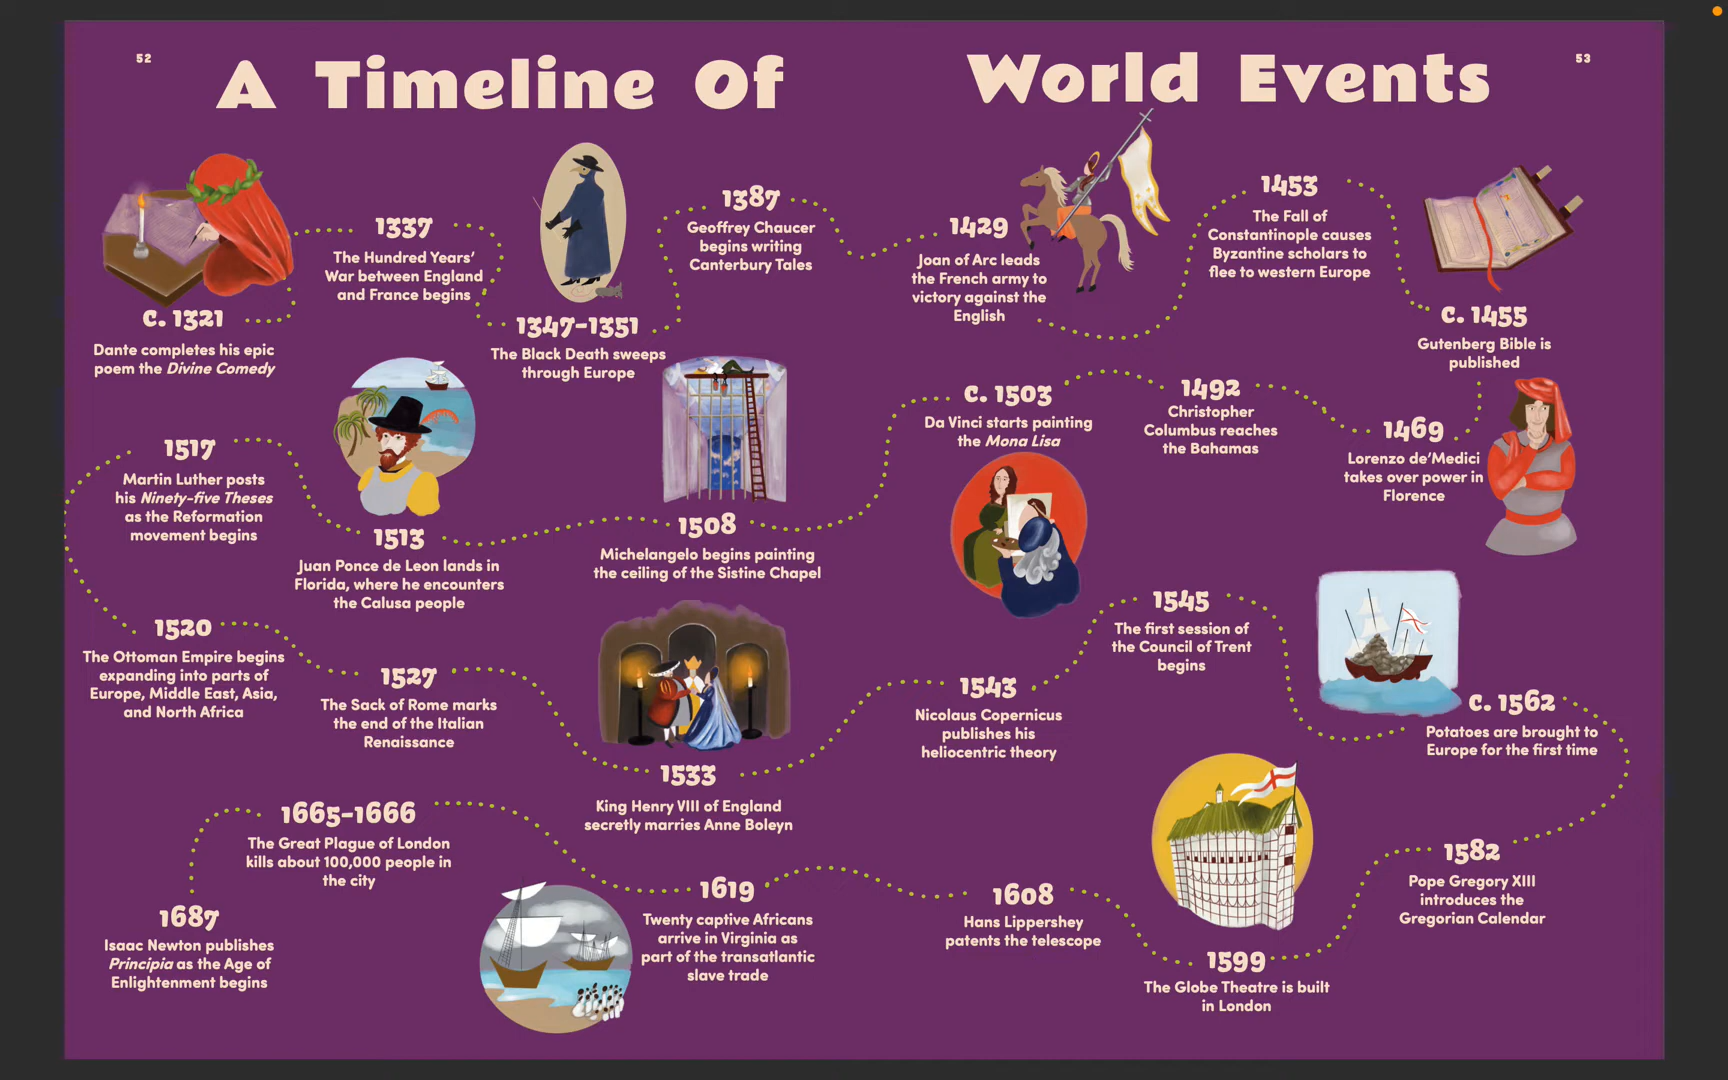 52
A Timeline Of World Events
53
c. 1321
Dante completes his epic
poem the Divine Comedy
1337
The Hundred Years’
War between England
and France begins
1347-1351
The Black Death sweeps
through Europe
1387
Geoffrey Chaucer
begins writing
Canterbury Tales
1429
Joan of Arc leads
the French army to
victory against the
English
1453
The Fall of
Constantinople causes
Byzantine scholars to
flee to western Europe
c. 1455
Gutenberg Bible is
published
1469
Lorenzo de’Medici
takes over power in
Florence
1492
Christopher
Columbus reaches
the Bahamas
c. 1503
Da Vinci starts painting
the Mona Lisa
1508
Michelangelo begins painting
the ceiling of the Sistine Chapel
1513
Juan Ponce de Leon lands in
Florida, where he encounters
the Calusa people
1517
Martin Luther posts
his Ninety-five Theses
as the Reformation
movement begins
1520
The Ottoman Empire begins
expanding into parts of
Europe, Middle East, Asia,
and North Africa
1527
The Sack of Rome marks
the end of the Italian
Renaissance
1533
King Henry VIII of England
secretly marries Anne Boleyn
1543
Nicolaus Copernicus
publishes his
heliocentric theory
1545
The first session of
the Council of Trent
begins
c. 1562
Potatoes are brought to
Europe for the first time
1582
Pope Gregory XIII
introduces the
Gregorian Calendar
1599
The Globe Theatre is built
in London
1608
Hans Lippershey
patents the telescope
1619
Twenty captive Africans
arrive in Virginia as
part of the transatlantic
slave trade
1665-1666
The Great Plague of London
kills about 100,000 people in
the city
1687
Isaac Newton publishes
Principia as the Age of
Enlightenment begins